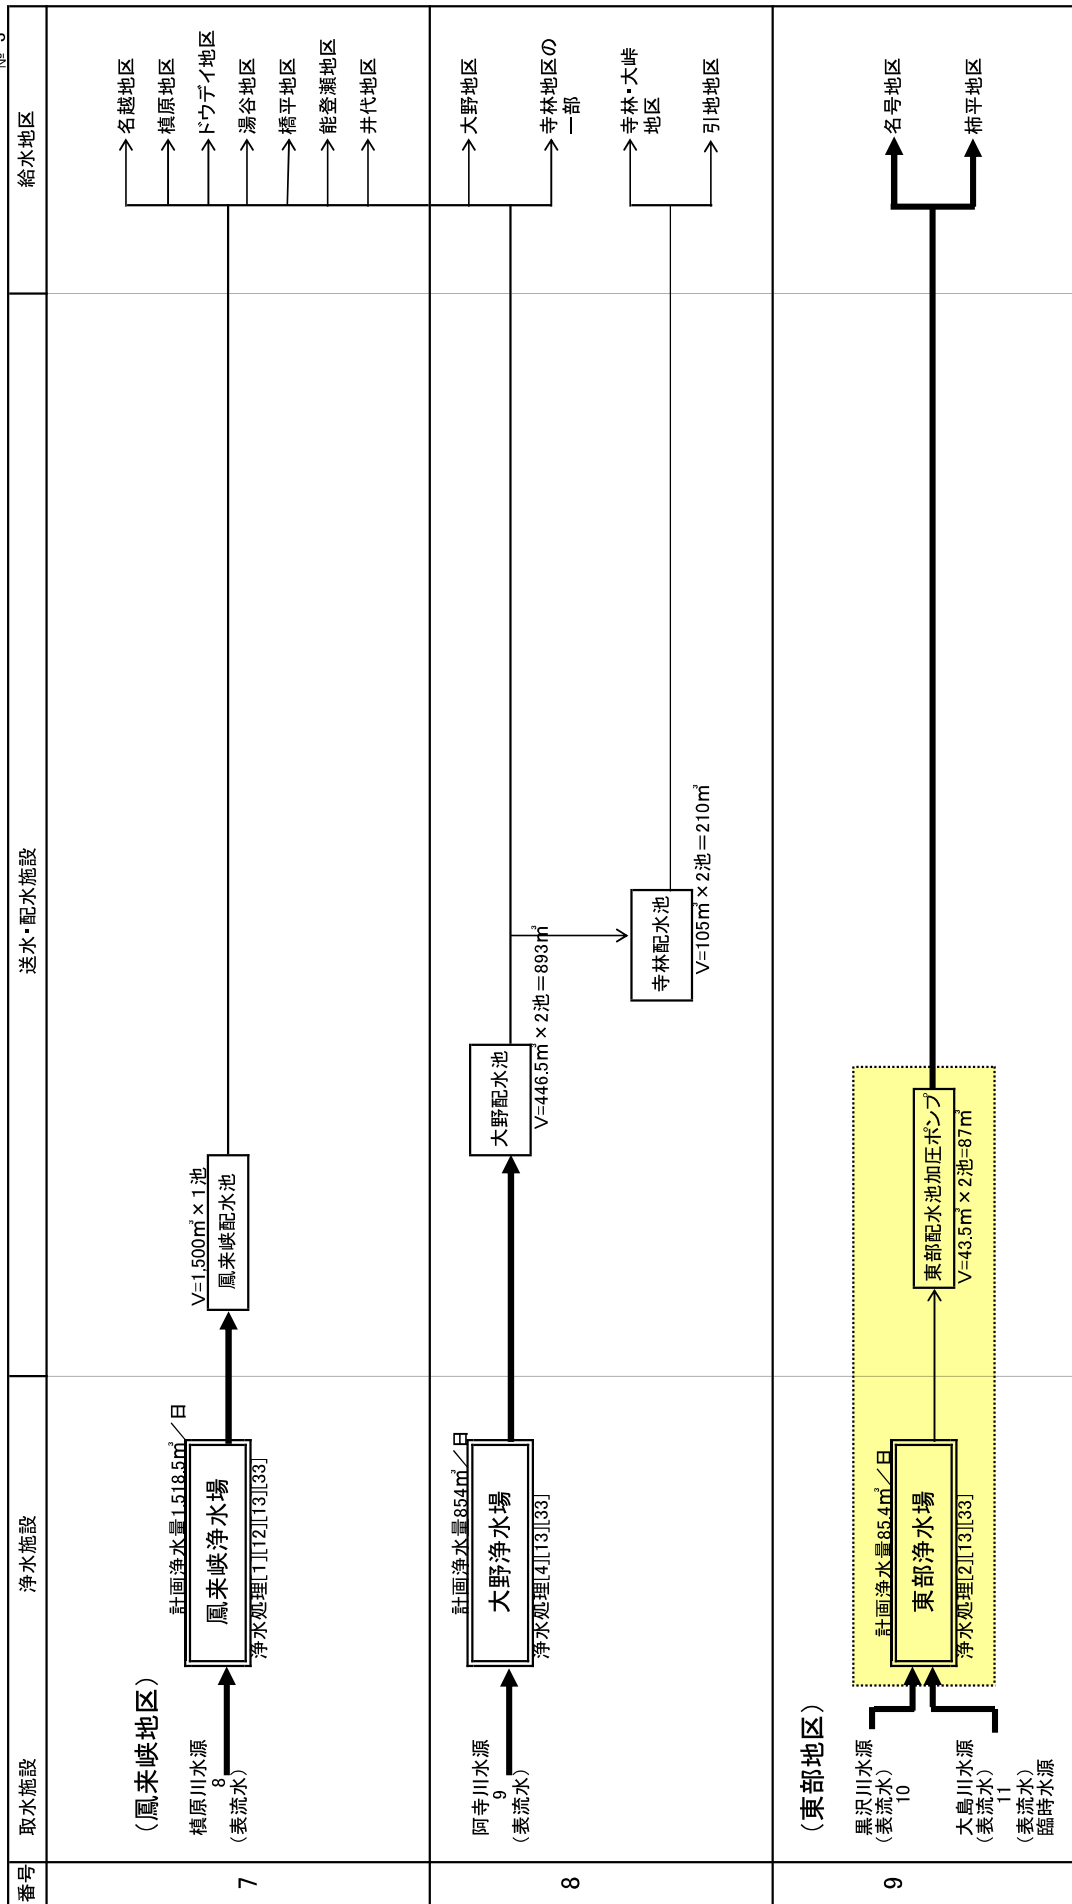 № 3
番号
取水施設
浄水施設
送水・配水施設
給水地区
7
(鳳来峡地区)
槙原川水源
8
(表流水)
計画浄水量1,518.5㎥/日
鳳来峡浄水場
浄水処理[1][12][13][33]
V=1,500㎥×1池
鳳来峡配水池
名越地区
槙原地区
ドウデイ地区
湯谷地区
橋平地区
能登瀬地区
井代地区
8
阿寺川水源
9
(表流水)
計画浄水量854㎥/日
大野浄水場
浄水処理[4][13][33]
大野配水池
V=446.5㎥×2池=893㎥
寺林配水池
V=105㎥×2池=210㎥
大野地区
寺林地区の
一部
寺林・大峠
地区
引地地区
9
(東部地区)
黒沢川水源
(表流水)
10
大島川水源
(表流水)
11
(表流水)
臨時水源
計画浄水量85.4㎥/日
東部浄水場
浄水処理[2][13][33]
東部配水池加圧ポンプ
V=43.5㎥×2池=87㎥
名号地区
柿平地区